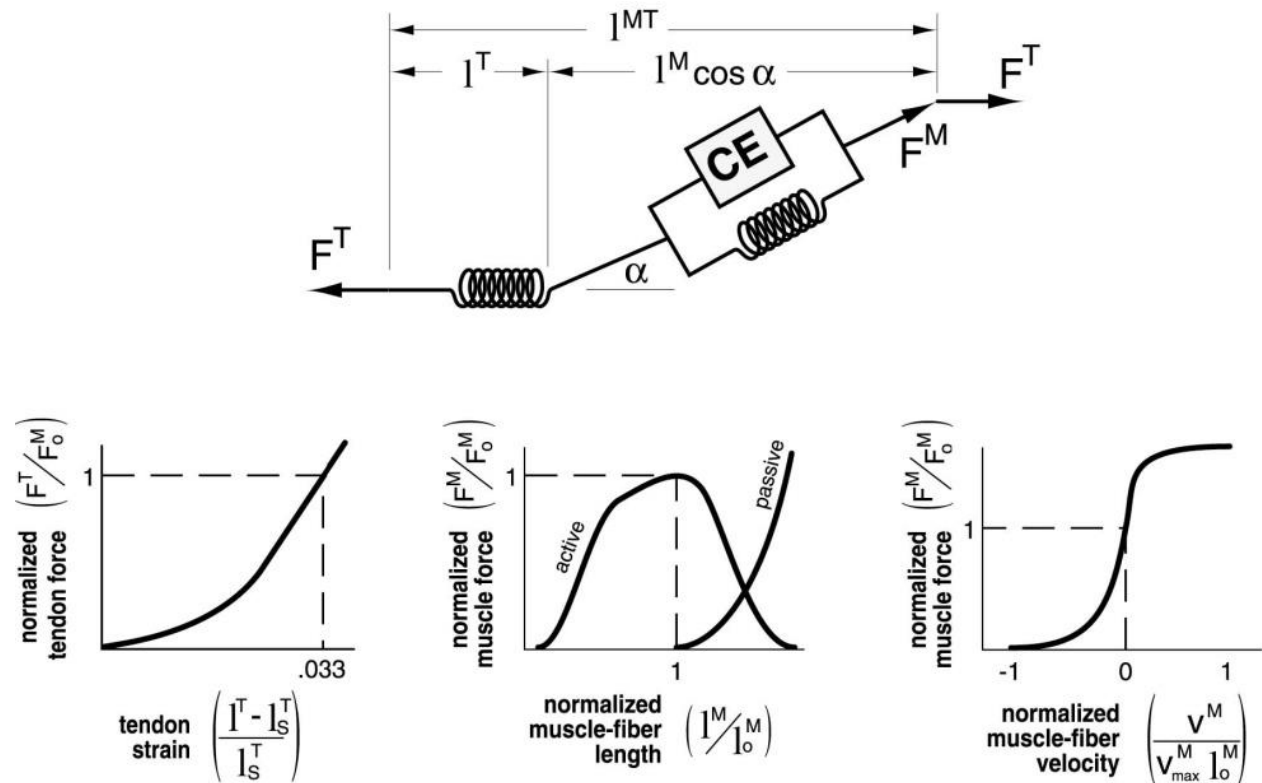 l^MT
l^T
l^M cos α
F^T
F^M
CE
F^T
α
normalized
tendon force
(F^T/F_o^M)
1
.033
tendon
strain
(l^T - l_S^T / l_S^T)
normalized
muscle force
(F^M/F_o^M)
1
active
passive
1
normalized
muscle-fiber
length
(l^M/l_o^M)
normalized
muscle force
(F^M/F_o^M)
1
-1 0 1
normalized
muscle-fiber
velocity
(v^M / v_max^M l_o^M)